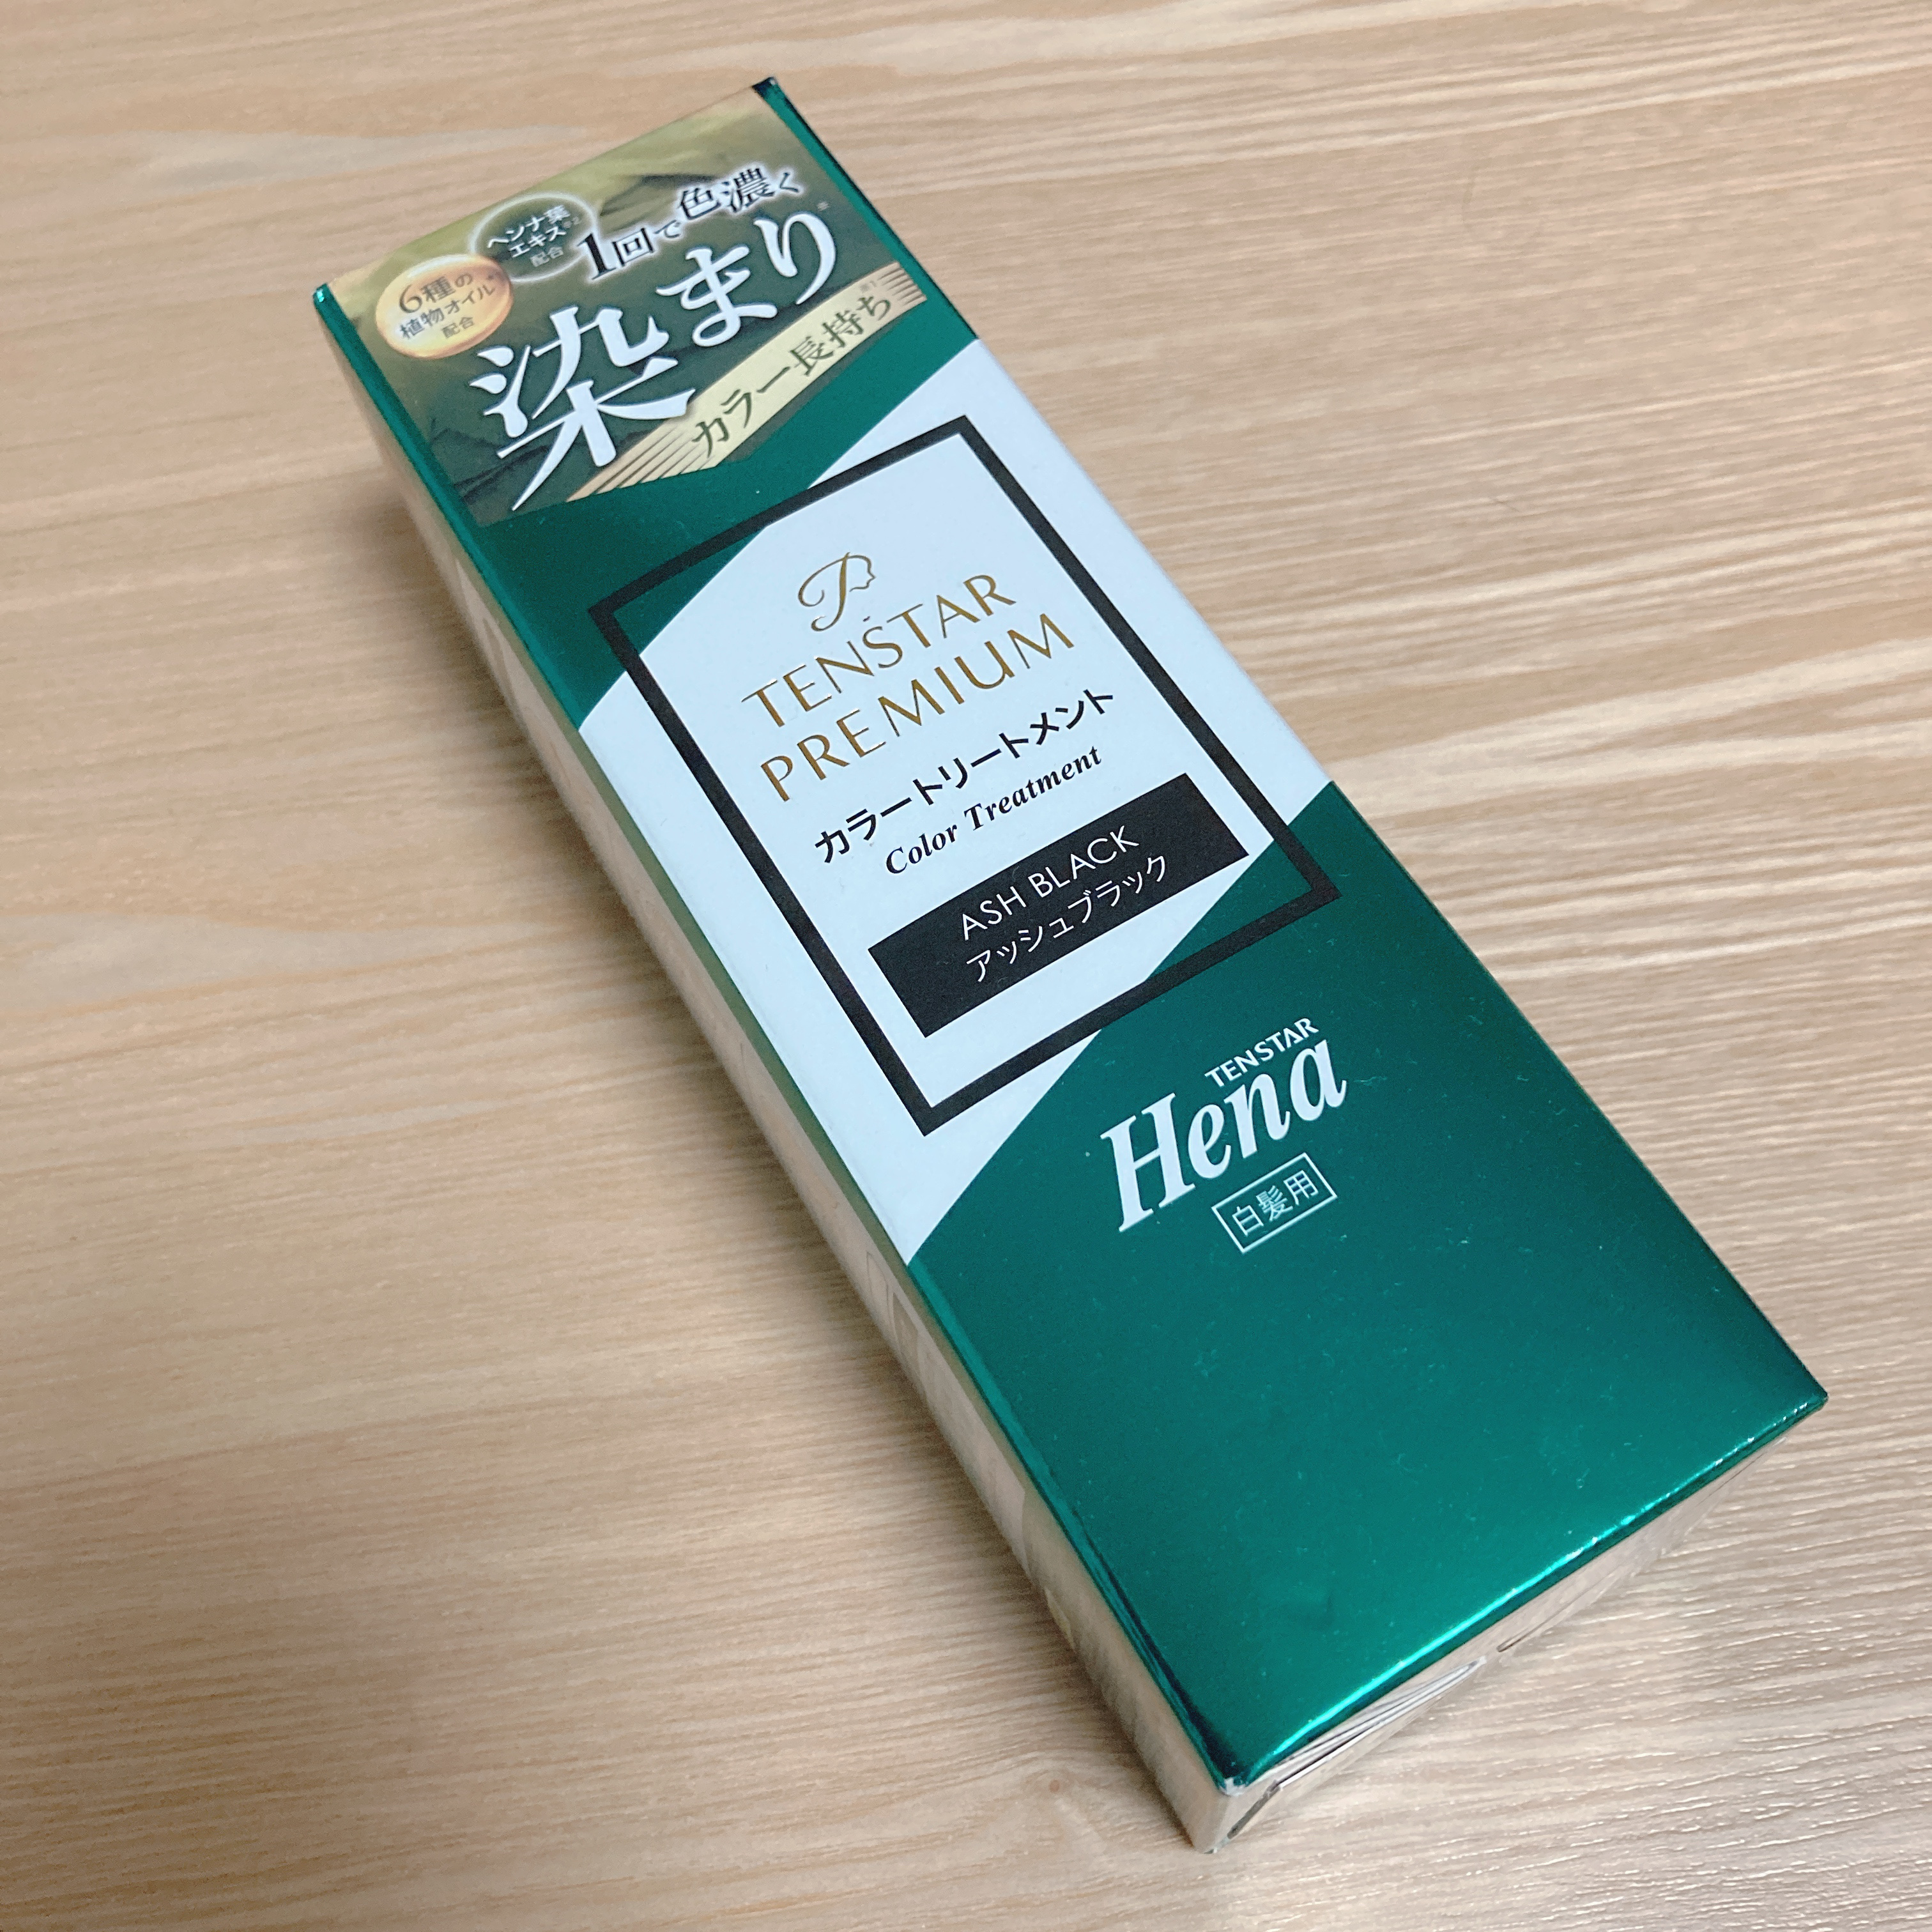 ヘンナ葉
エキス※2
配合
6種の
植物オイル
配合
1回で色濃く
染まり※
カラー長持ち※1
TENSTAR
PREMIUM
カラートリートメント
Color Treatment
ASH BLACK
アッシュブラック
TENSTAR
Hena
白髪用